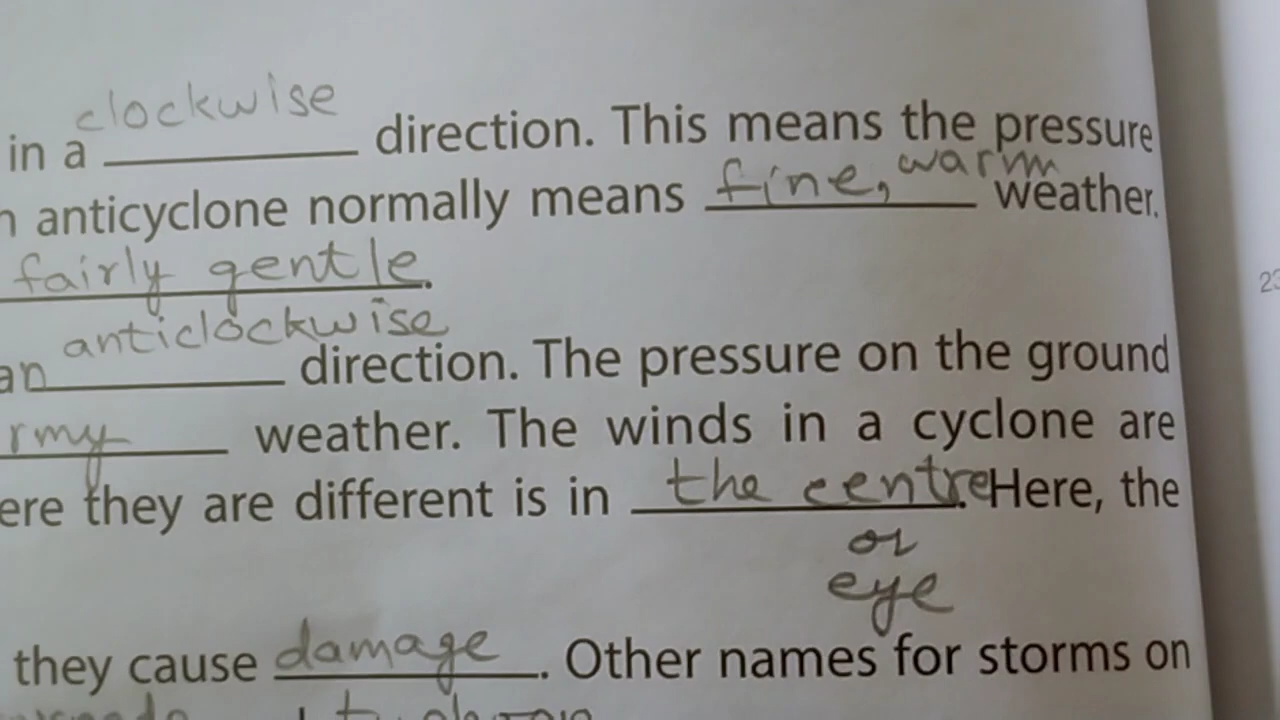 clockwise
in a direction. This means the pressure
anticyclone normally means fine, warm weather.
fairly gentle.
anticlockwise
an direction. The pressure on the ground
rmy weather. The winds in a cyclone are
ere they are different is in the centre. Here, the
or
eye
they cause damage. Other names for storms on